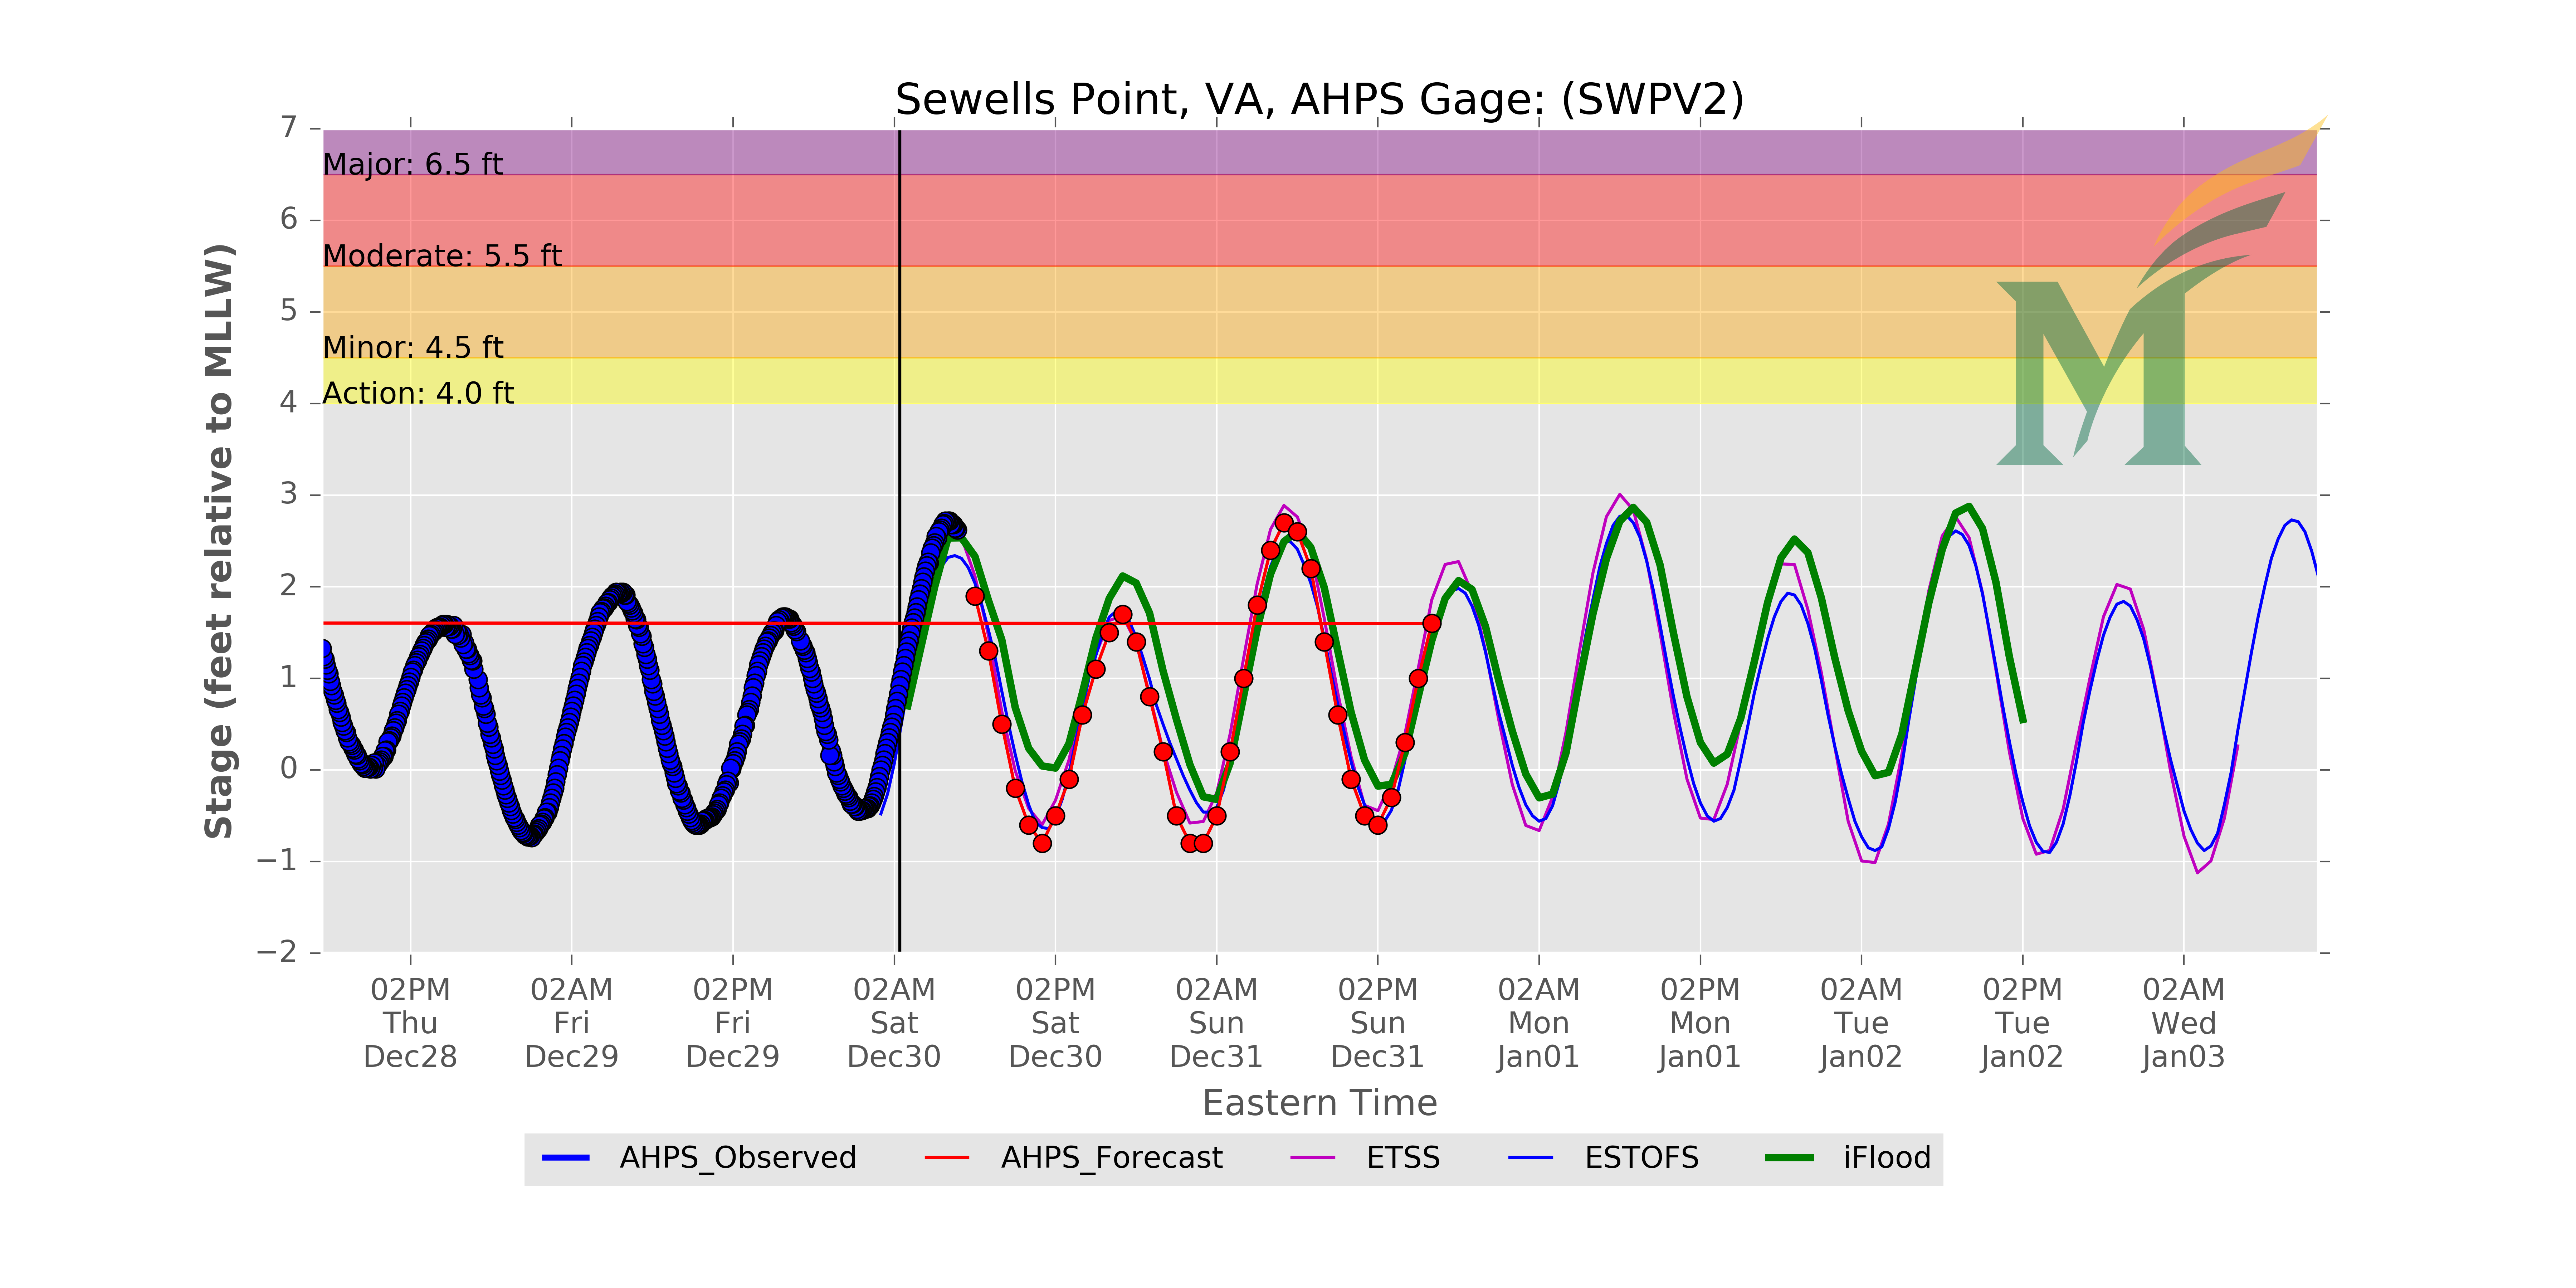 Sewells Point, VA, AHPS Gage: (SWPV2)
7
Major: 6.5 ft
6
Moderate: 5.5 ft
5
Minor: 4.5 ft
Action: 4.0 ft
4
3
2
1
0
−1
−2
Stage (feet relative to MLLW)
M
02PM 02AM 02PM 02AM 02PM 02AM 02PM 02AM 02PM 02AM 02PM 02AM
Thu Fri Fri Sat Sat Sun Sun Mon Mon Tue Tue Wed
Dec28 Dec29 Dec29 Dec30 Dec30 Dec31 Dec31 Jan01 Jan01 Jan02 Jan02 Jan03
Eastern Time
AHPS_Observed AHPS_Forecast ETSS ESTOFS iFlood